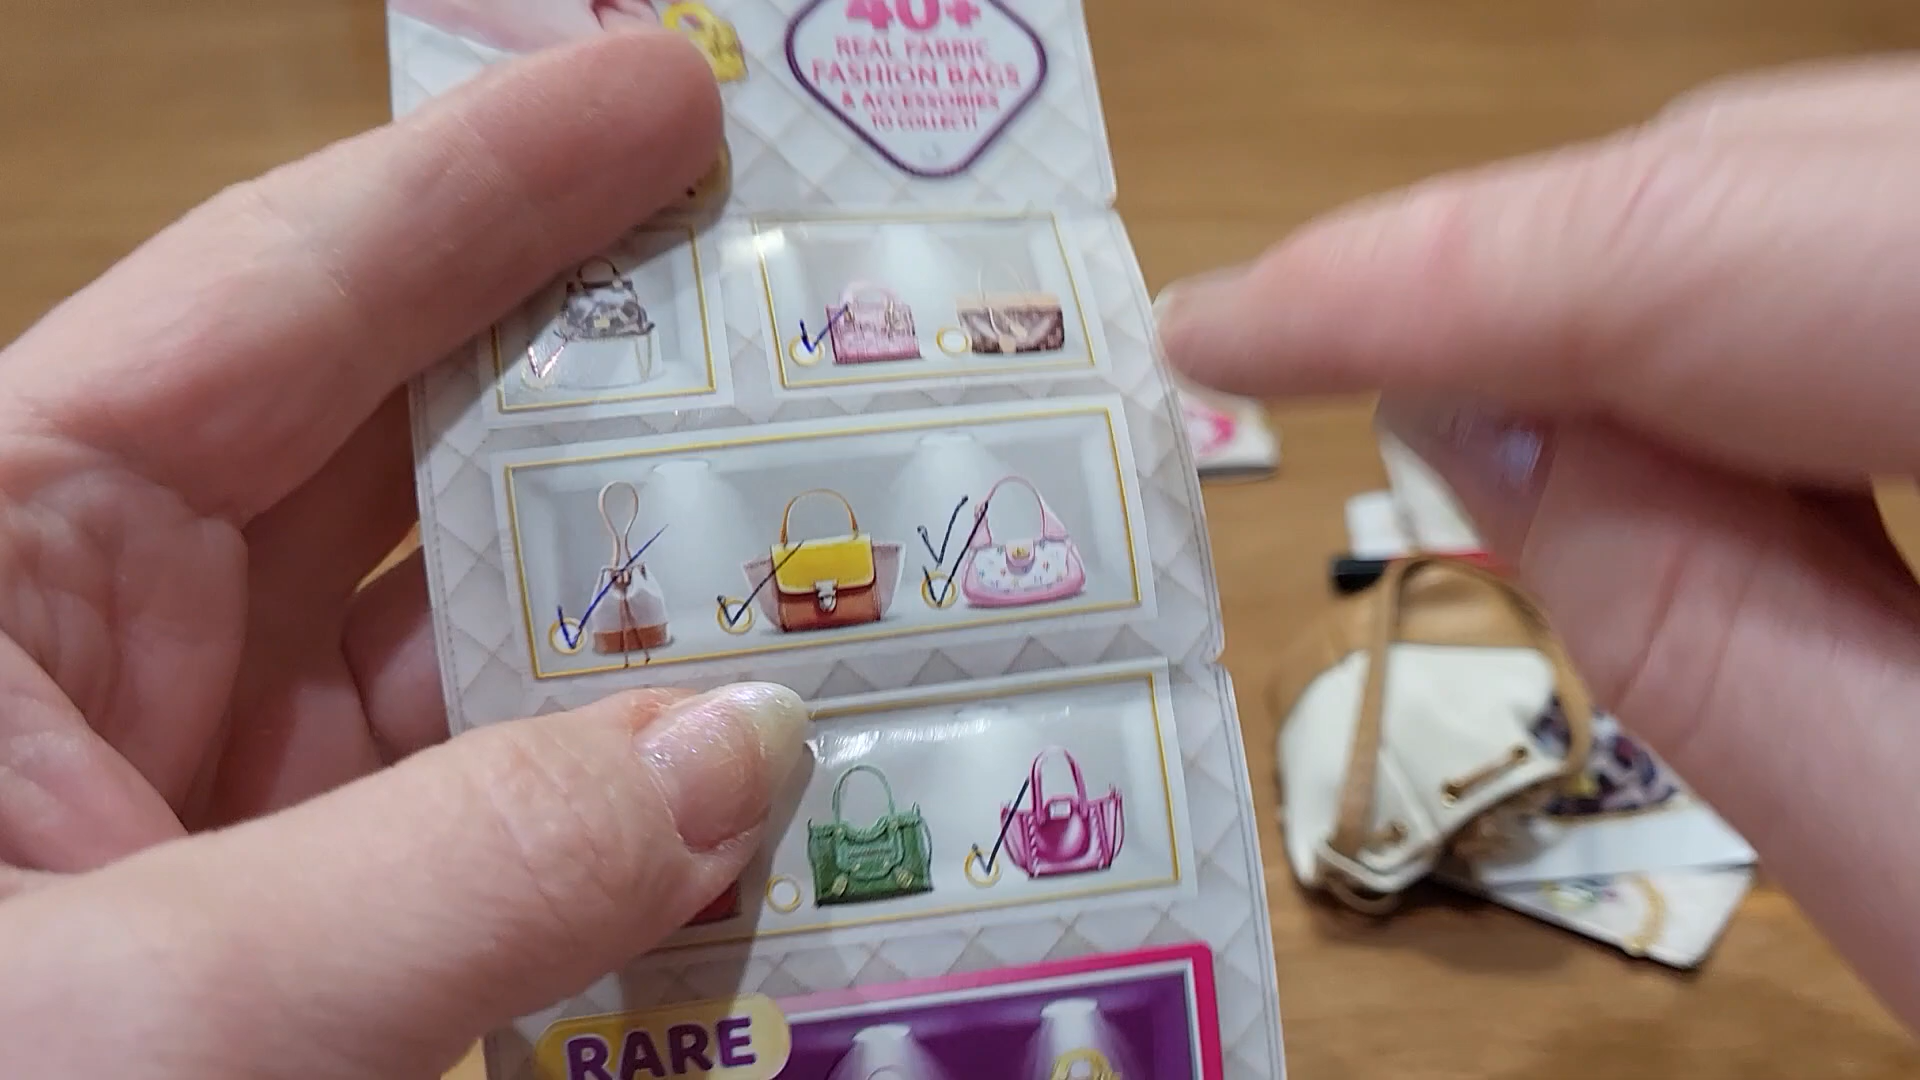 40+
REAL FABRIC
FASHION BAGS
& ACCESSORIES
TO COLLECT!
RARE